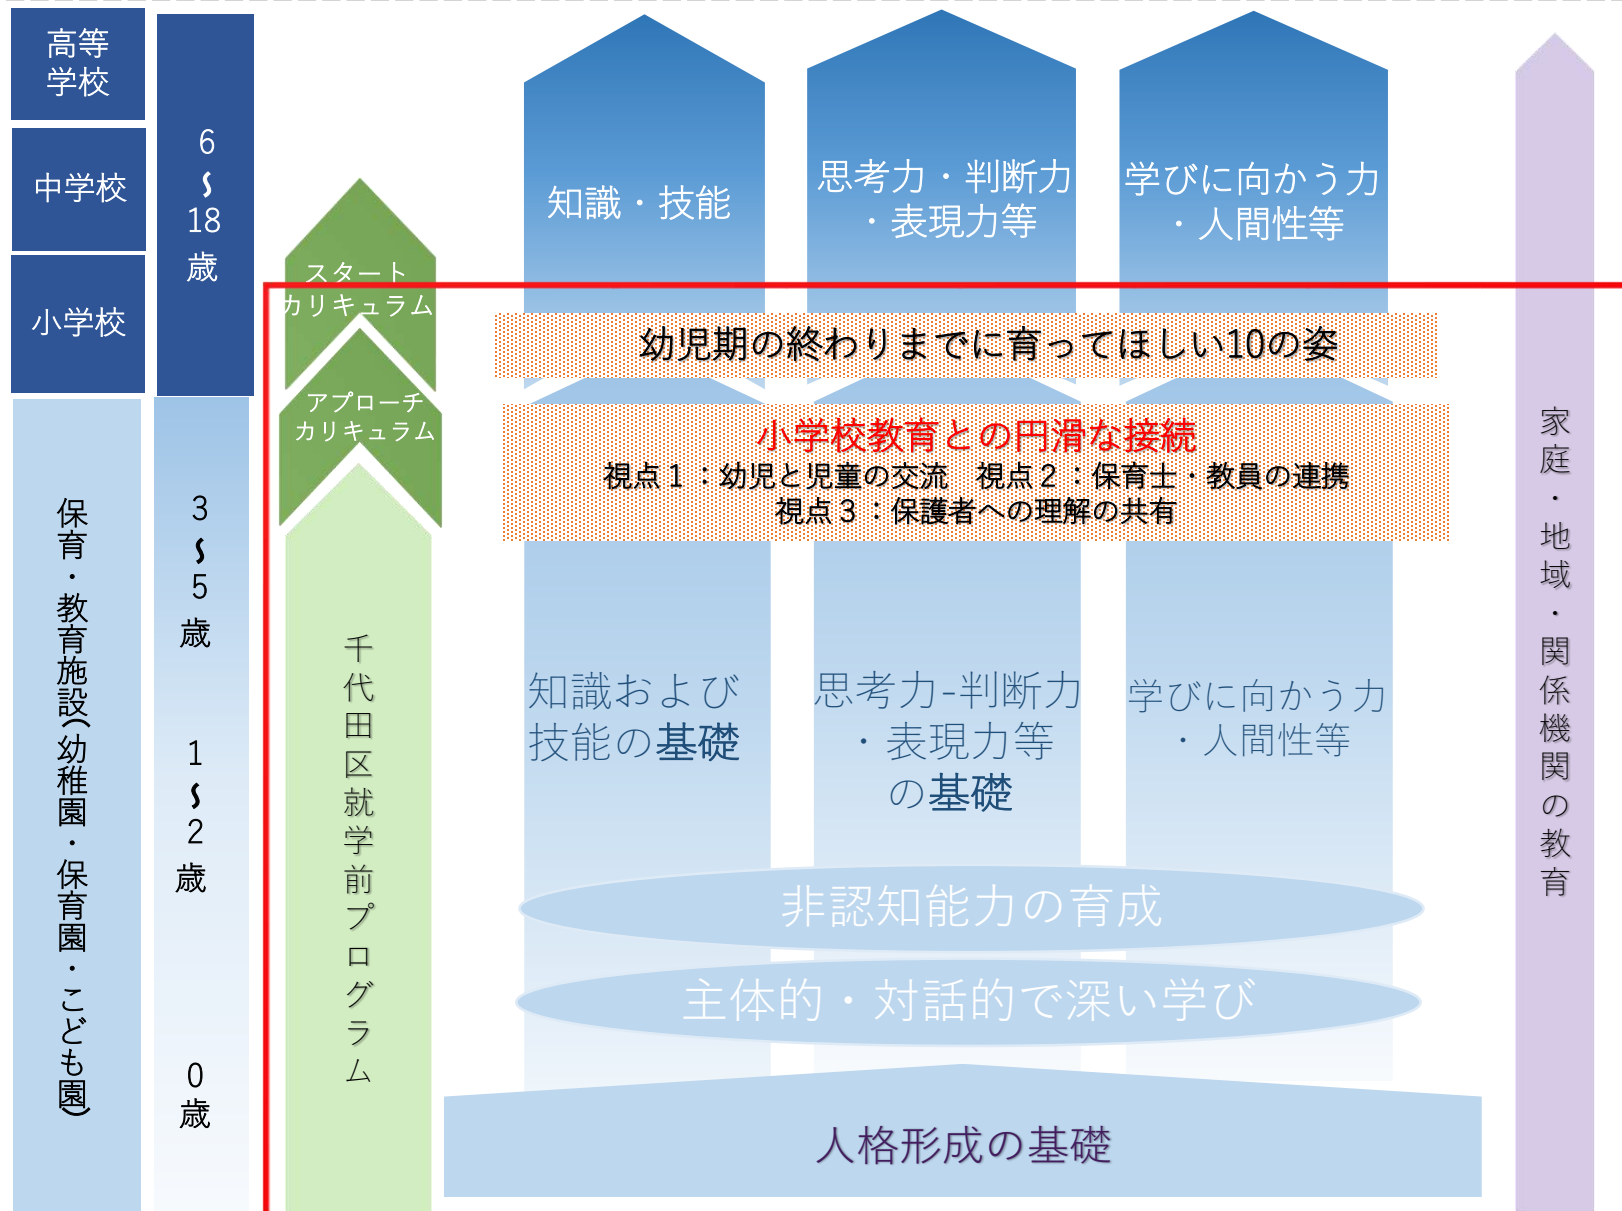 高等
学校
中学校
小学校
保育・教育施設（幼稚園・保育園・こども園）
6〜18歳
3〜5歳
1〜2歳
0歳
スタート
カリキュラム
アプローチ
カリキュラム
千代田区就学前プログラム
知識・技能
思考力・判断力
・表現力等
学びに向かう力
・人間性等
幼児期の終わりまでに育ってほしい10の姿
小学校教育との円滑な接続
視点１：幼児と児童の交流　視点２：保育士・教員の連携
視点３：保護者への理解の共有
知識および
技能の基礎
思考力-判断力
・表現力等
の基礎
学びに向かう力
・人間性等
非認知能力の育成
主体的・対話的で深い学び
人格形成の基礎
家庭・地域・関係機関の教育